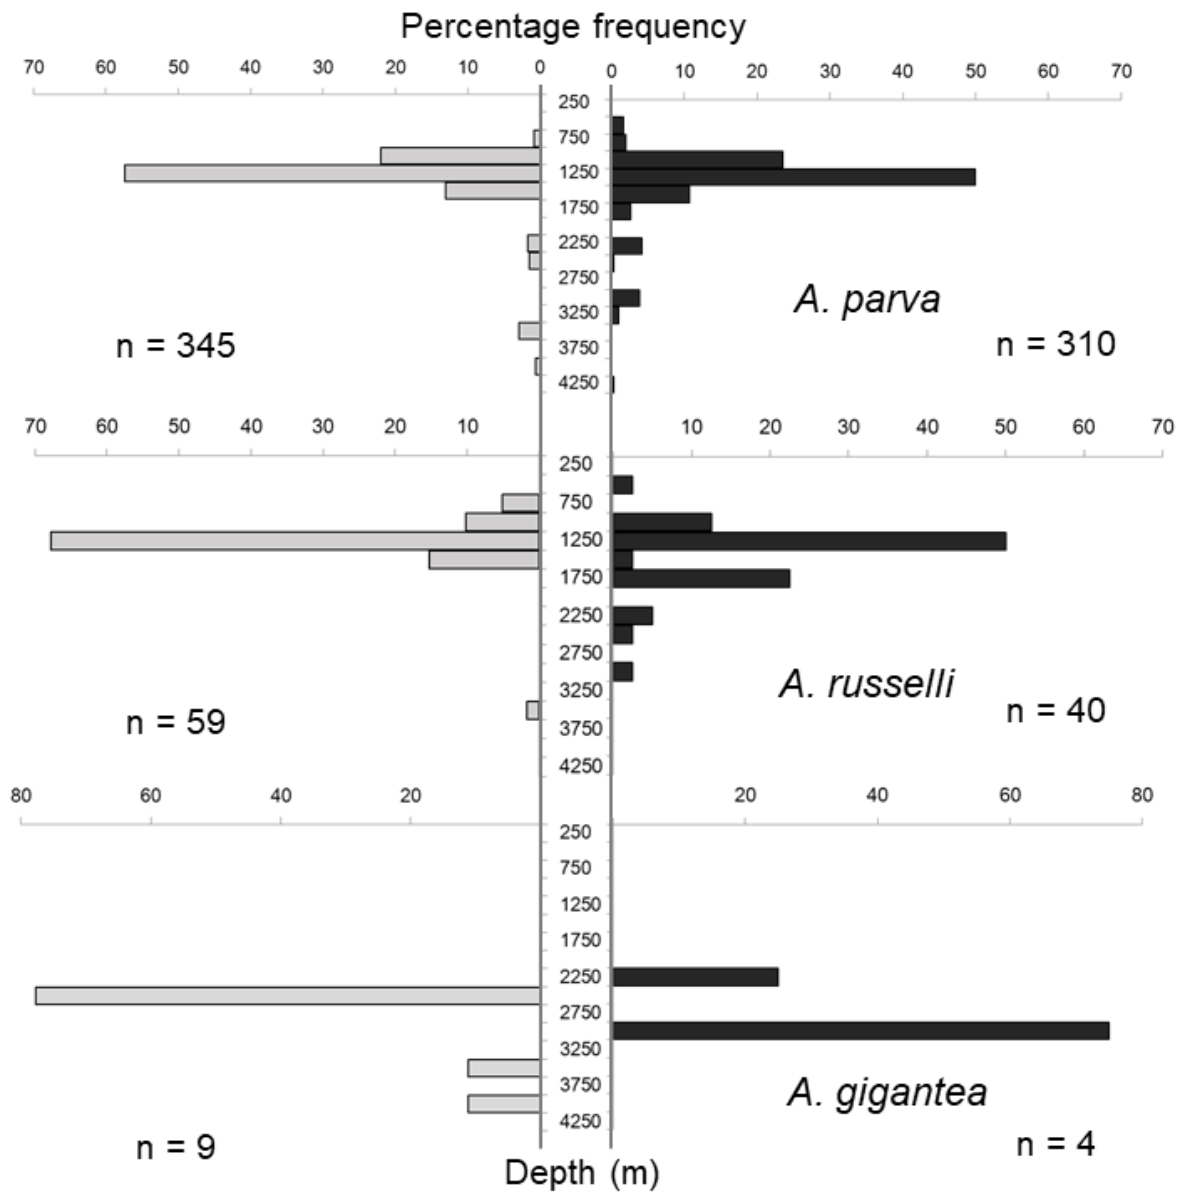 Percentage frequency
70 60 50 40 30 20 10 0 0 10 20 30 40 50 60 70
250
750
1250
1750
2250
2750
3250
3750
4250
A. parva
n = 345 n = 310
70 60 50 40 30 20 10 10 20 30 40 50 60 70
250
750
1250
1750
2250
2750
3250
3750
4250
A. russelli
n = 59 n = 40
80 60 40 20 20 40 60 80
250
750
1250
1750
2250
2750
3250
3750
4250
A. gigantea
n = 9 n = 4
Depth (m)